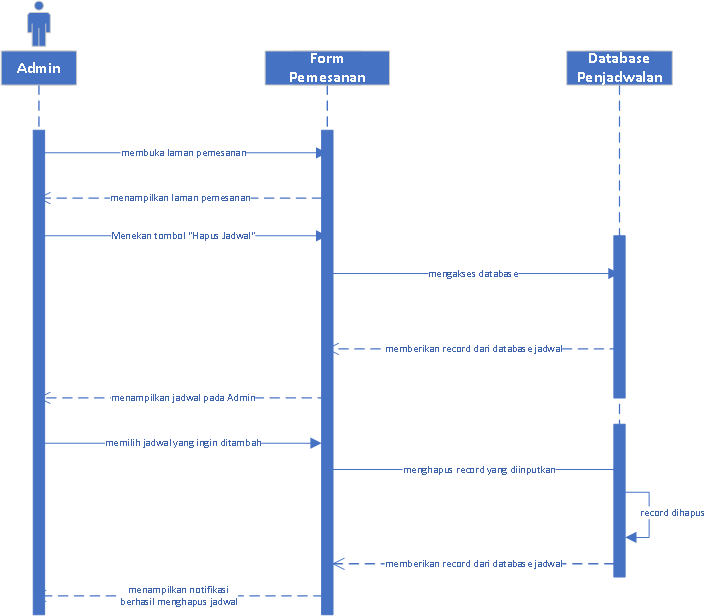 Admin
Form
Pemesanan
Database
Penjadwalan
membuka laman pemesanan
menampilkan laman pemesanan
Menekan tombol "Hapus Jadwal"
mengakses database
memberikan record dari database jadwal
menampilkan jadwal pada Admin
memilih jadwal yang ingin ditambah
menghapus record yang diinputkan
record dihapus
memberikan record dari database jadwal
menampilkan notifikasi
berhasil menghapus jadwal